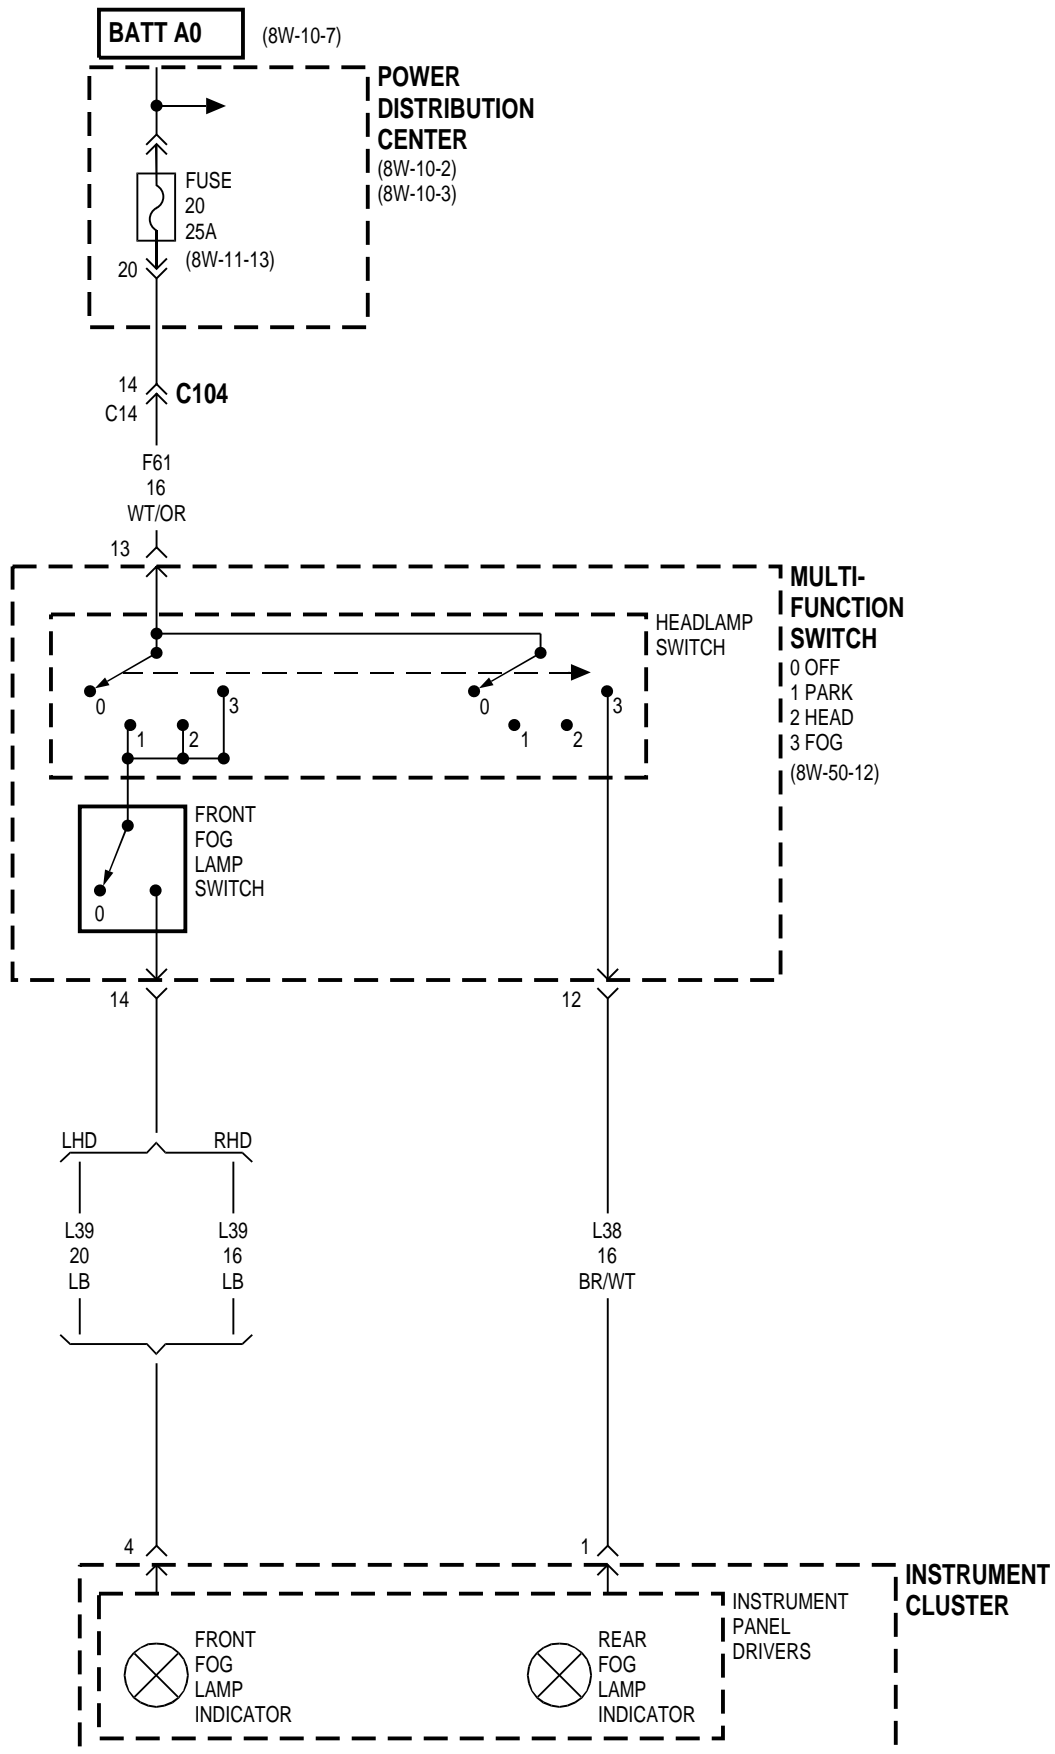 BATT A0
(8W-10-7)
POWER
DISTRIBUTION
CENTER
(8W-10-2)
(8W-10-3)
FUSE
20
25A
(8W-11-13)
20
14
C104
C14
F61
16
WT/OR
13
MULTI-
FUNCTION
SWITCH
0 OFF
1 PARK
2 HEAD
3 FOG
(8W-50-12)
HEADLAMP
SWITCH
0
3
1
2
0
3
1
2
FRONT
FOG
LAMP
SWITCH
0
14
12
LHD
RHD
L39
20
LB
L39
16
LB
L38
16
BR/WT
4
1
INSTRUMENT
CLUSTER
INSTRUMENT
PANEL
DRIVERS
FRONT
FOG
LAMP
INDICATOR
REAR
FOG
LAMP
INDICATOR